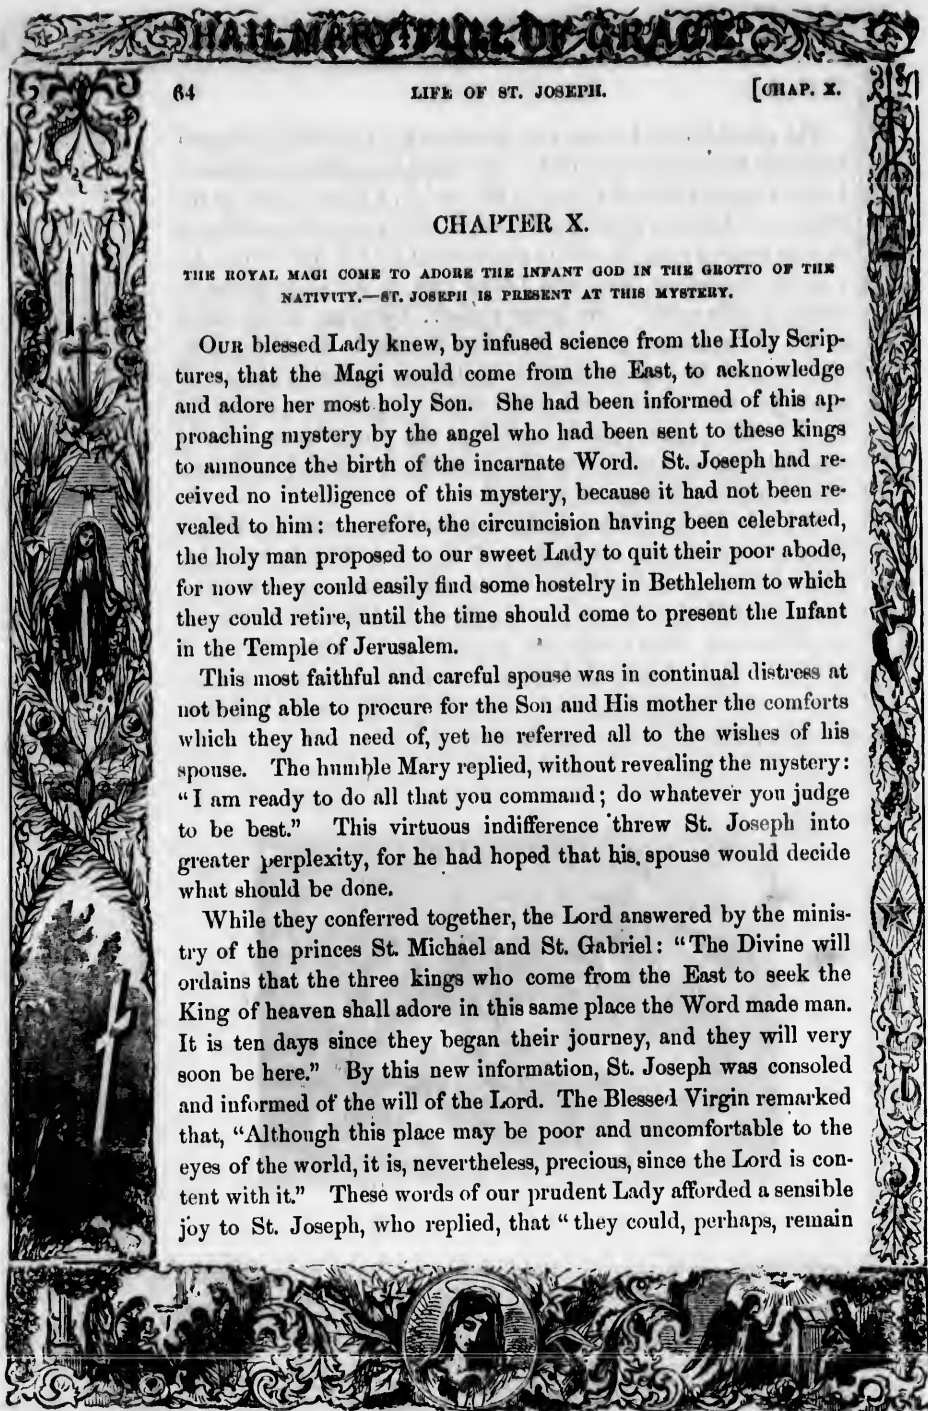 HAIL MARY FULL OF GRACE
64 LIFE OF ST. JOSEPH. [CHAP. X.
CHAPTER X.
THE ROYAL MAGI COME TO ADORE THE INFANT GOD IN THE GROTTO OF THE
NATIVITY.—ST. JOSEPH IS PRESENT AT THIS MYSTERY.
OUR blessed Lady knew, by infused science from the Holy Scrip-
tures, that the Magi would come from the East, to acknowledge
and adore her most holy Son. She had been informed of this ap-
proaching mystery by the angel who had been sent to these kings
to announce the birth of the incarnate Word. St. Joseph had re-
ceived no intelligence of this mystery, because it had not been re-
vealed to him: therefore, the circumcision having been celebrated,
the holy man proposed to our sweet Lady to quit their poor abode,
for now they could easily find some hostelry in Bethlehem to which
they could retire, until the time should come to present the Infant
in the Temple of Jerusalem.
This most faithful and careful spouse was in continual distress at
not being able to procure for the Son and His mother the comforts
which they had need of, yet he referred all to the wishes of his
spouse. The humble Mary replied, without revealing the mystery:
"I am ready to do all that you command; do whatever you judge
to be best." This virtuous indifference threw St. Joseph into
greater perplexity, for he had hoped that his spouse would decide
what should be done.
While they conferred together, the Lord answered by the minis-
try of the princes St. Michael and St. Gabriel: "The Divine will
ordains that the three kings who come from the East to seek the
King of heaven shall adore in this same place the Word made man.
It is ten days since they began their journey, and they will very
soon be here." By this new information, St. Joseph was consoled
and informed of the will of the Lord. The Blessed Virgin remarked
that, "Although this place may be poor and uncomfortable to the
eyes of the world, it is, nevertheless, precious, since the Lord is con-
tent with it." These words of our prudent Lady afforded a sensible
joy to St. Joseph, who replied, that "they could, perhaps, remain